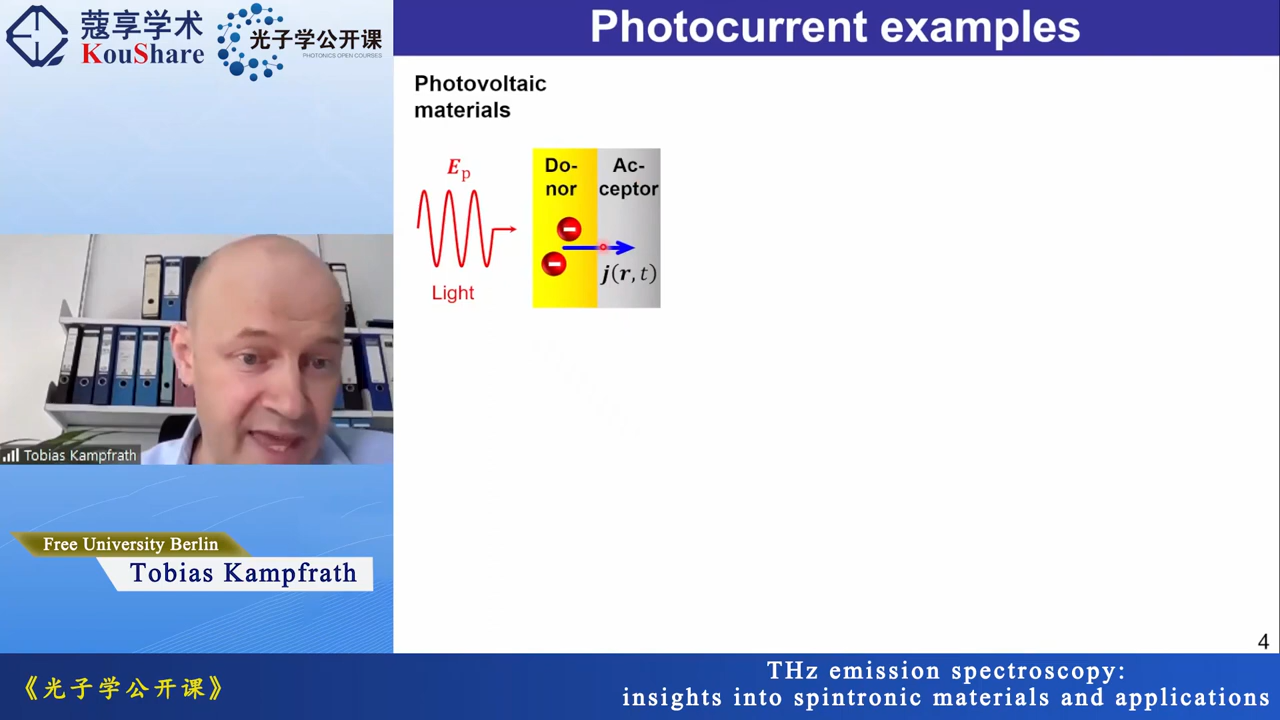 蔻享学术
KouShare
光子学公开课
PHOTONICS OPEN COURSES
Photocurrent examples
Photovoltaic
materials
Eₚ
Light
Do-
nor
Ac-
ceptor
j(r, t)
Tobias Kampfrath
Free University Berlin
Tobias Kampfrath
4
《光子学公开课》
THz emission spectroscopy:
insights into spintronic materials and applications